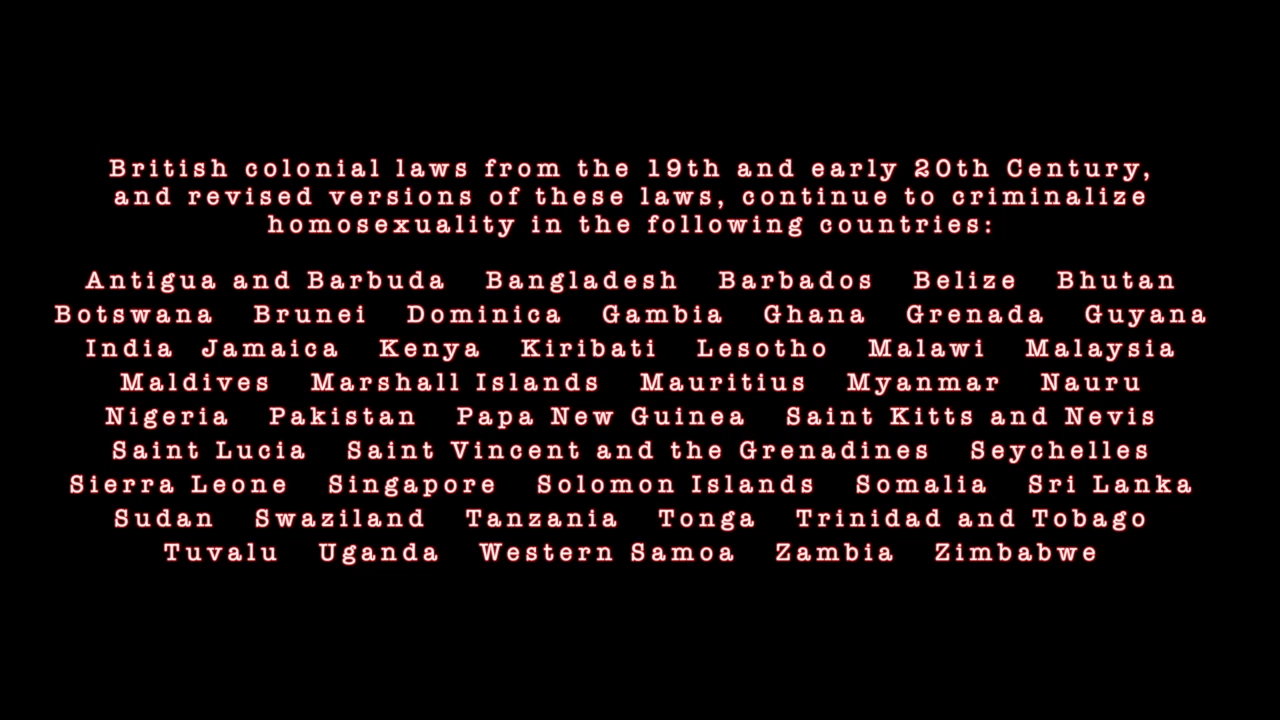 British colonial laws from the 19th and early 20th Century,
and revised versions of these laws, continue to criminalize
homosexuality in the following countries:
Antigua and Barbuda Bangladesh Barbados Belize Bhutan
Botswana Brunei Dominica Gambia Ghana Grenada Guyana
India Jamaica Kenya Kiribati Lesotho Malawi Malaysia
Maldives Marshall Islands Mauritius Myanmar Nauru
Nigeria Pakistan Papa New Guinea Saint Kitts and Nevis
Saint Lucia Saint Vincent and the Grenadines Seychelles
Sierra Leone Singapore Solomon Islands Somalia Sri Lanka
Sudan Swaziland Tanzania Tonga Trinidad and Tobago
Tuvalu Uganda Western Samoa Zambia Zimbabwe